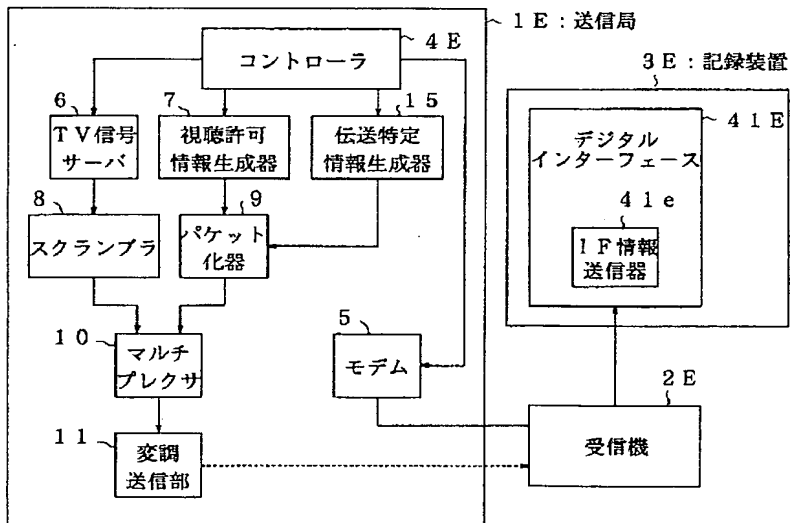 1E:送信局
4E
コントローラ
3E:記録装置
6
7
15
41E
TV信号
サーバ
視聴許可
情報生成器
伝送特定
情報生成器
デジタル
インターフェース
8
9
41e
スクランブラ
パケット
化器
IF情報
送信器
10
5
マルチ
プレクサ
モデム
2E
11
変調
送信部
受信機